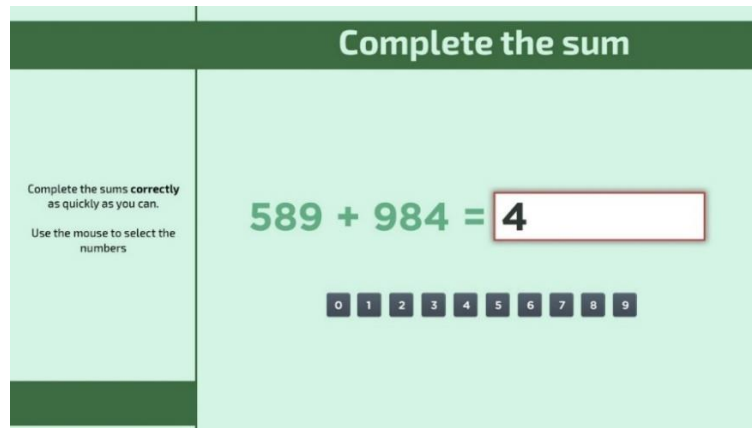 Complete the sum
Complete the sums correctly
as quickly as you can.
Use the mouse to select the
numbers
589 + 984 = 4
0 1 2 3 4 5 6 7 8 9